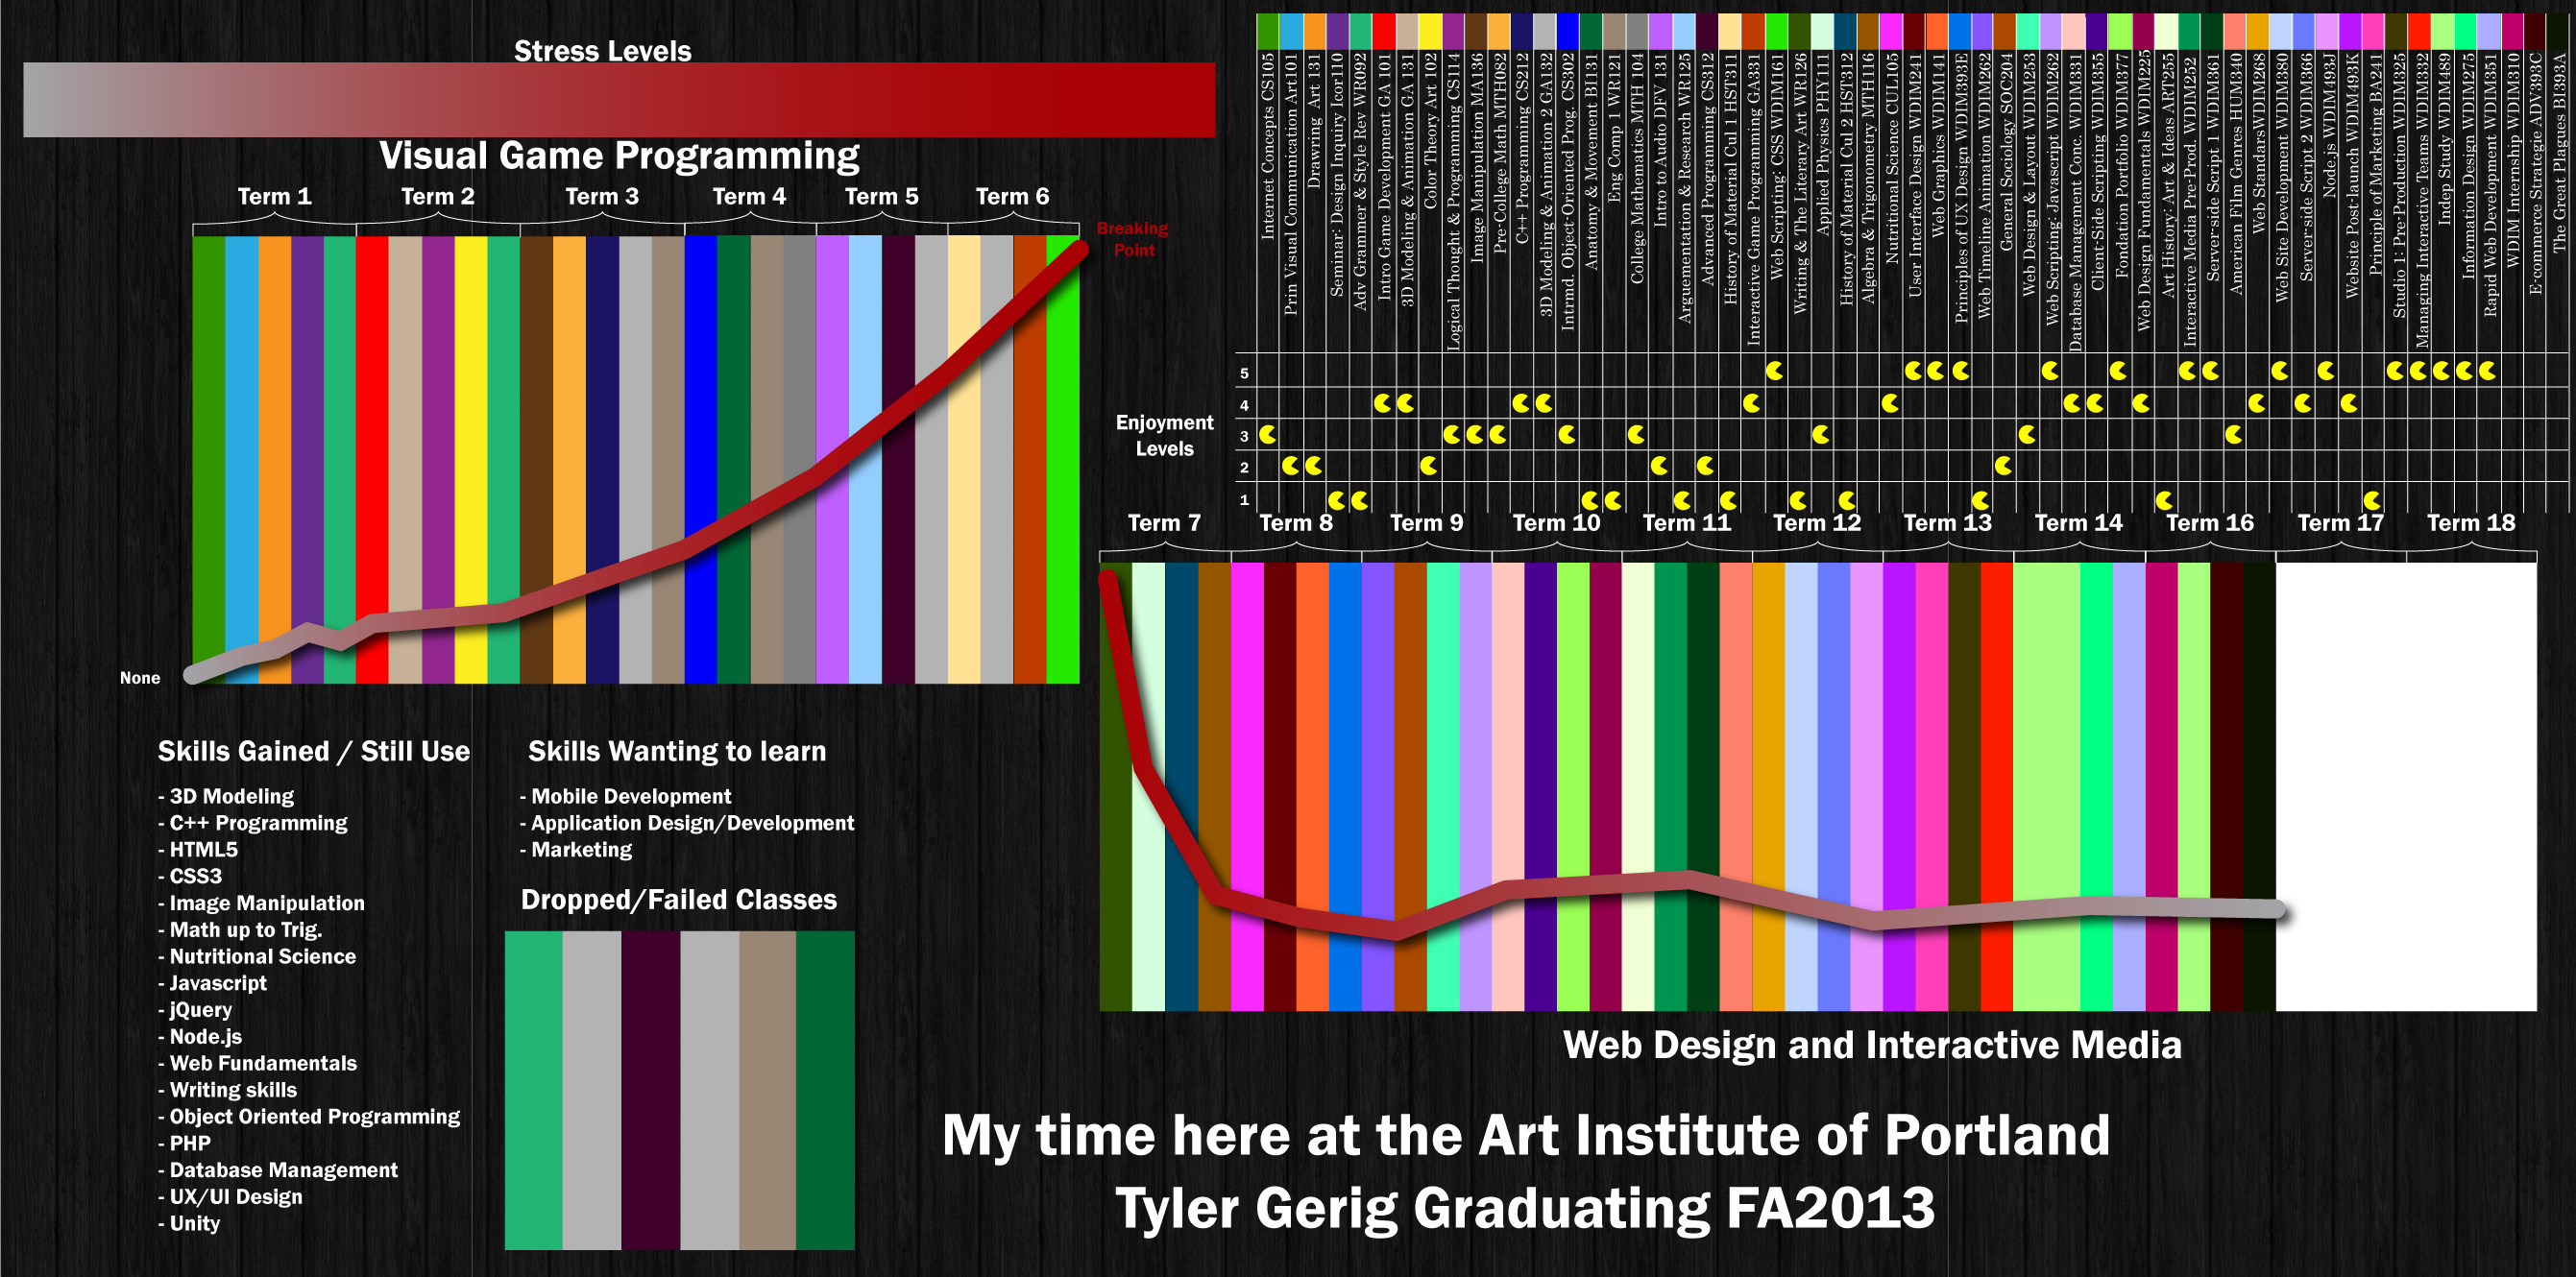 Stress Levels
Visual Game Programming
Term 1
Term 2
Term 3
Term 4
Term 5
Term 6
Breaking
Point
None
Internet Concepts CS105
Prin Visual Communication Art101
Drawring Art 131
Seminar: Design Inquiry Icor110
Adv Grammer & Style Rev WR092
Intro Game Development GA 101
3D Modeling & Animation GA 131
Color Theory Art 102
Logical Thought & Programming CS114
Image Manipulation MA136
Pre-College Math MTH082
C++ Programming CS212
3D Modeling & Animation 2 GA132
Intrmd. Object-Oriented Prog. CS302
Anatomy & Movement BI131
Eng Comp 1 WR121
College Mathematics MTH 104
Intro to Audio DFV 131
Arguementation & Research WR125
Advanced Programming CS312
History of Material Cul 1 HST311
Interactive Game Programming GA331
Web Scripting: CSS WDIM161
Writing & The Literary Art WR126
Applied Physics PHY111
History of Material Cul 2 HST312
Algebra & Trigonometry MTH116
Nutritional Science CUL105
User Interface Design WDIM241
Web Graphics WDIM141
Principles of UX Design WDIM393E
Web Timeline Animation WDIM262
General Sociology SOC204
Web Design & Layout WDIM253
Web Scripting: Javascript WDIM262
Database Management Conc. WDIM331
Client-Side Scripting WDIM355
Fondation Portfolio WDIM377
Web Design Fundamentals WDIM225
Art History: Art & Ideas ART255
Interactive Media Pre-Prod. WDIM252
Server-side Script 1 WDIM361
American Film Genres HUM340
Web StandarsWDIM268
Web Site Development WDIM380
Server-side Script 2 WDIM366
Node.js WDIM493J
Website Post-launch WDIM493K
Principle of Marketing BA241
Studio 1: Pre-Production WDIM325
Managing Interactive Teams WDIM332
Indep Study WDIM489
Information Design WDIM275
Rapid Web Development WDIM351
WDIM Internship WDIM310
E-commerce Strategie ADV393C
The Great Plagues BI393A
Enjoyment
Levels
5
4
3
2
1
Term 7
Term 8
Term 9
Term 10
Term 11
Term 12
Term 13
Term 14
Term 16
Term 17
Term 18
Web Design and Interactive Media
Skills Gained / Still Use
- 3D Modeling
- C++ Programming
- HTML5
- CSS3
- Image Manipulation
- Math up to Trig.
- Nutritional Science
- Javascript
- jQuery
- Node.js
- Web Fundamentals
- Writing skills
- Object Oriented Programming
- PHP
- Database Management
- UX/UI Design
- Unity
Skills Wanting to learn
- Mobile Development
- Application Design/Development
- Marketing
Dropped/Failed Classes
My time here at the Art Institute of Portland
Tyler Gerig Graduating FA2013